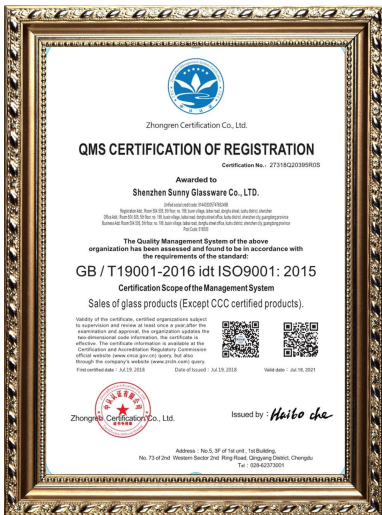 Zhongren Certification Co., Ltd.
QMS CERTIFICATION OF REGISTRATION
Certification No.: 27318Q20395R0S
Awarded to
Shenzhen Sunny Glassware Co., LTD.
The Quality Management System of the above
organization has been assessed and found to be in accordance with
the requirements of the standard:
GB / T19001-2016 idt ISO9001: 2015
Certification Scope of the Management System
Sales of glass products (Except CCC certified products).
Validity of the certificate, certified organizations subject
to supervision and review at least once a year,after the
examination and approval, the organization updates the
two-dimensional code information, the certificate is
effective. The certificate information is available at the
Certification and Accreditation Regulatory Commission
official website (www.cnca.gov.cn) query, but also
through the company's website (www.zrcln.com) query.
First certified date : Jul.19, 2018 Date of Issued : Jul.19, 2018 Valid date : Jul.18, 2021
Zhongren Certification Co., Ltd. Issued by :
Address : No.5, 3F of 1st unit , 1st Building,
No. 73 of 2nd Western Sector 2nd Ring Road, Qingyang District, Chengdu
Tel : 028-62373001